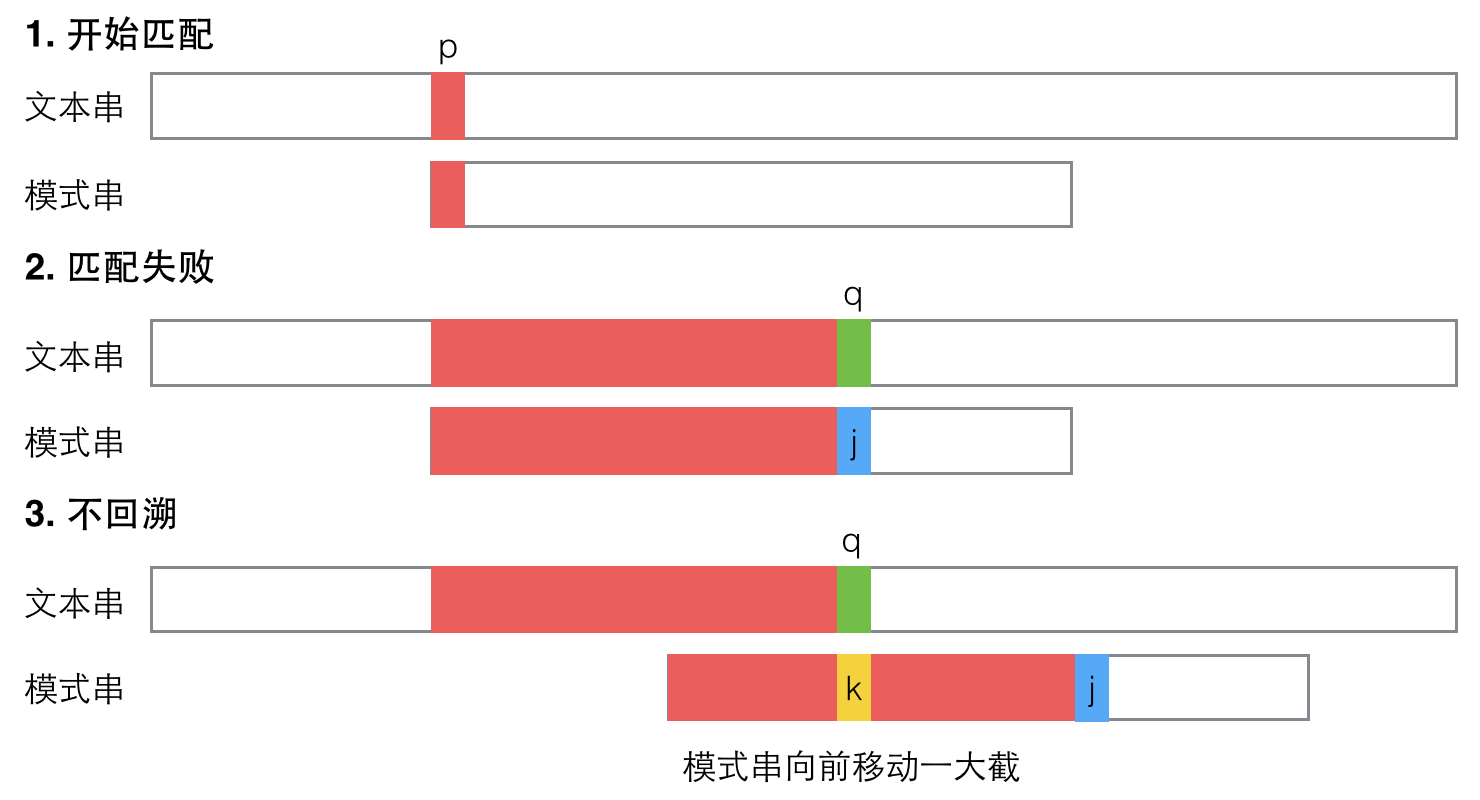 1. 开始匹配
p
文本串
模式串
2. 匹配失败
q
文本串
模式串
j
3. 不回溯
q
文本串
模式串
k
j
模式串向前移动一大截